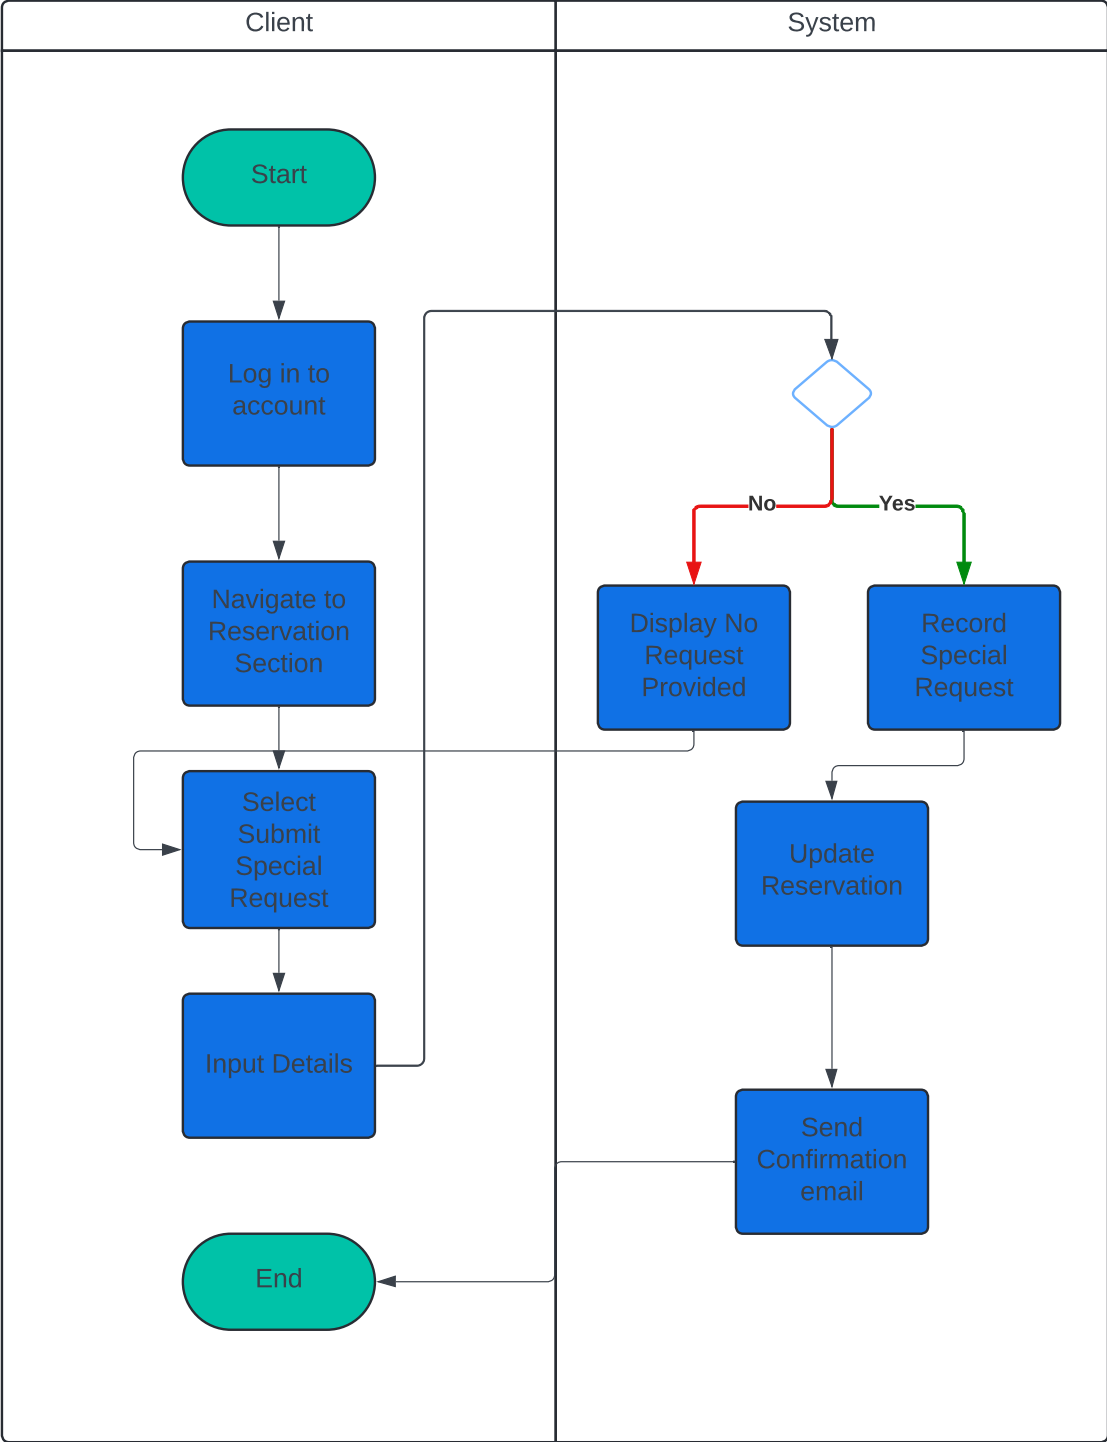 Client
System
Start
Log in to
account
Navigate to
Reservation
Section
Select
Submit
Special
Request
Input Details
End
No
Yes
Display No
Request
Provided
Record
Special
Request
Update
Reservation
Send
Confirmation
email